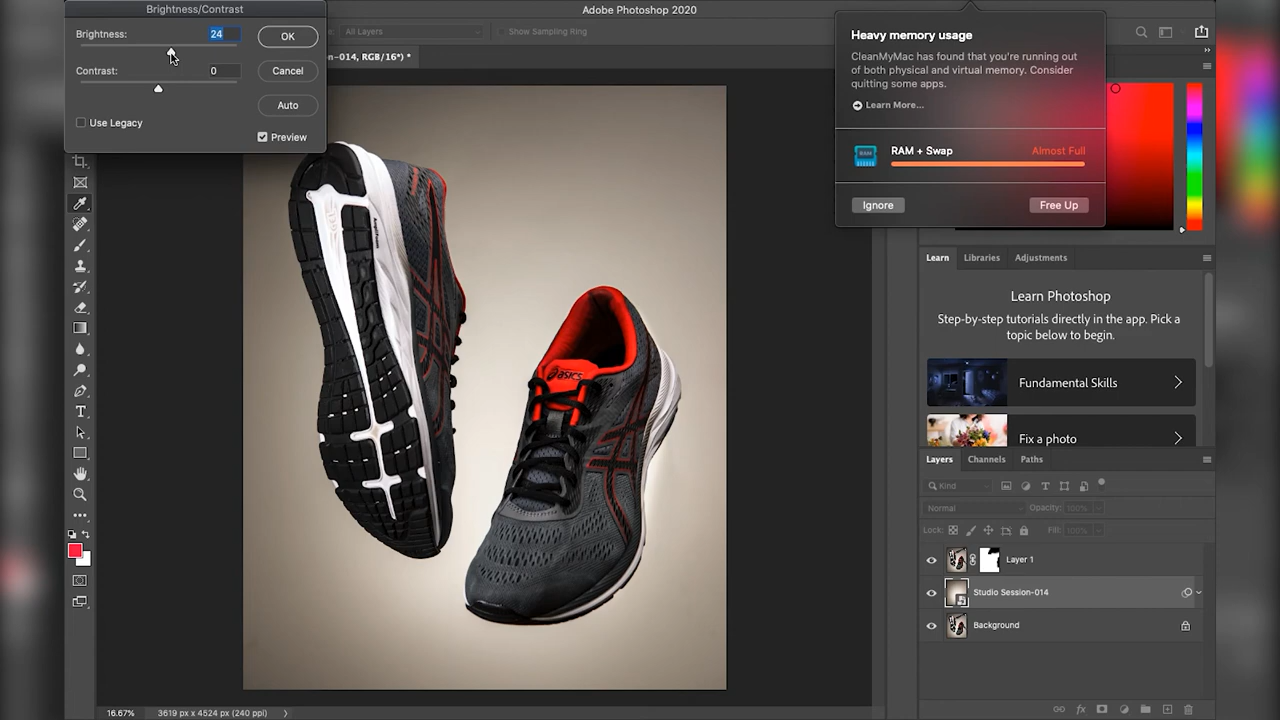 Brightness/Contrast
Brightness: 24
OK
Contrast: 0
Cancel
Auto
Use Legacy
Preview
Adobe Photoshop 2020
All Layers
Show Sampling Ring
n-014, RGB/16*) *
Heavy memory usage
CleanMyMac has found that you're running out
of both physical and virtual memory. Consider
quitting some apps.
Learn More...
RAM
RAM + Swap
Almost Full
Ignore
Free Up
asics
Learn
Libraries
Adjustments
Learn Photoshop
Step-by-step tutorials directly in the app. Pick a
topic below to begin.
Fundamental Skills
Fix a photo
Layers
Channels
Paths
Kind
Normal
Opacity: 100%
Lock:
Fill: 100%
Layer 1
Studio Session-014
Background
16.67%
3619 px x 4524 px (240 ppi)